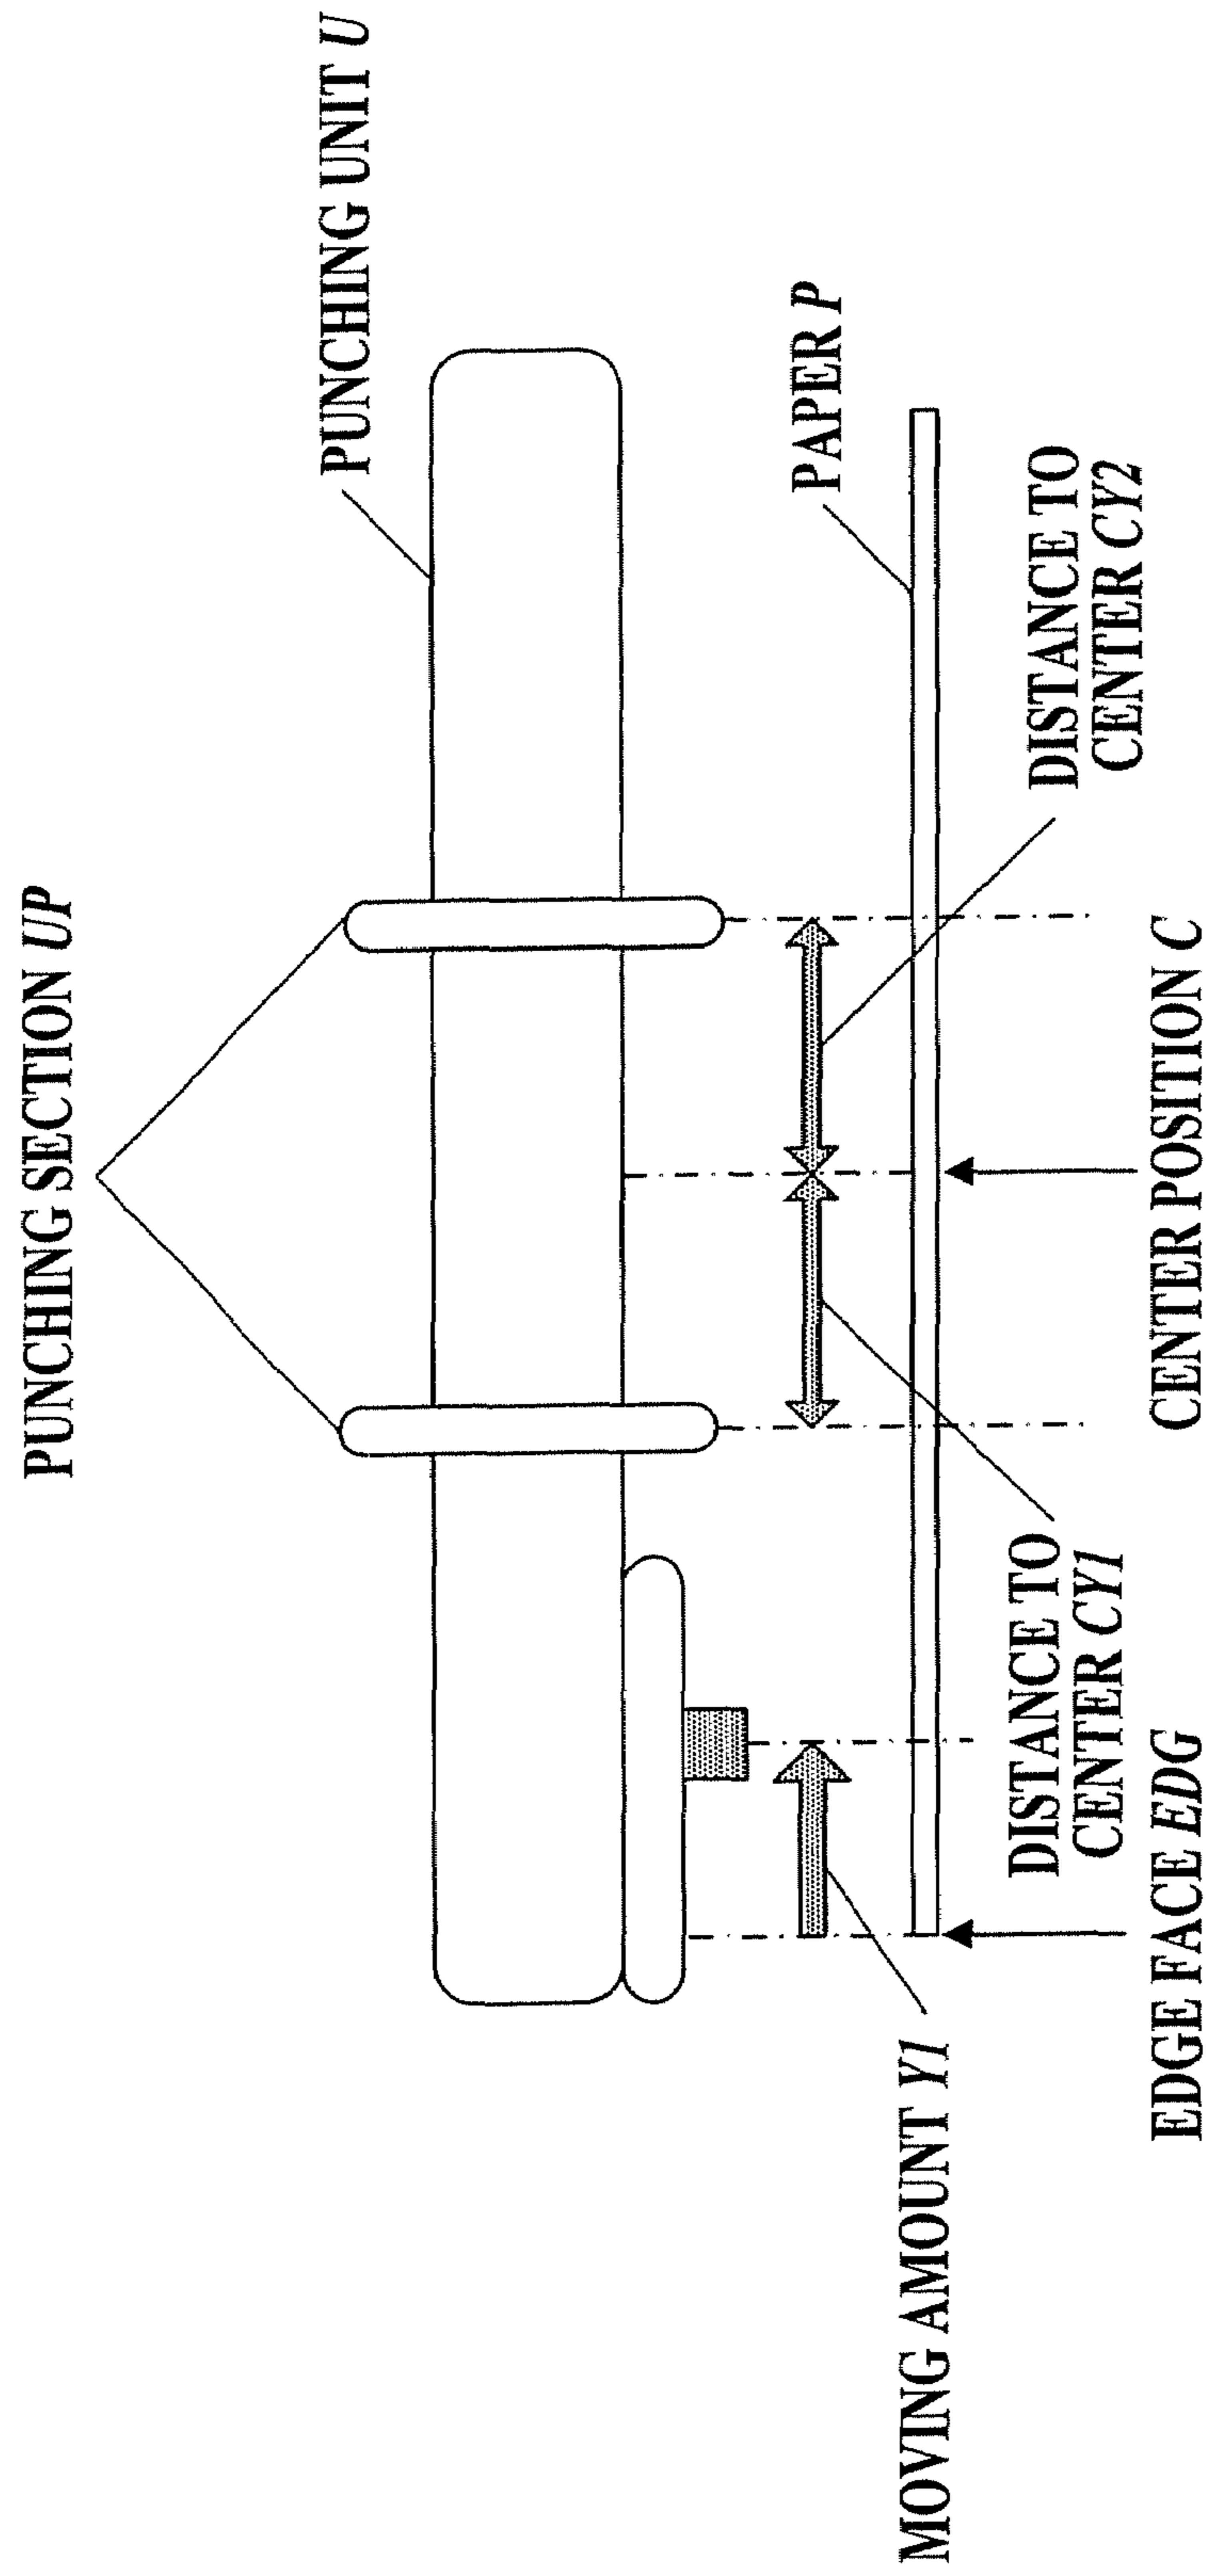 PUNCHING SECTION UP
PUNCHING UNIT U
PAPER P
DISTANCE TO
CENTER CY2
MOVING AMOUNT Y1
DISTANCE TO
CENTER CY1
EDGE FACE EDG
CENTER POSITION C